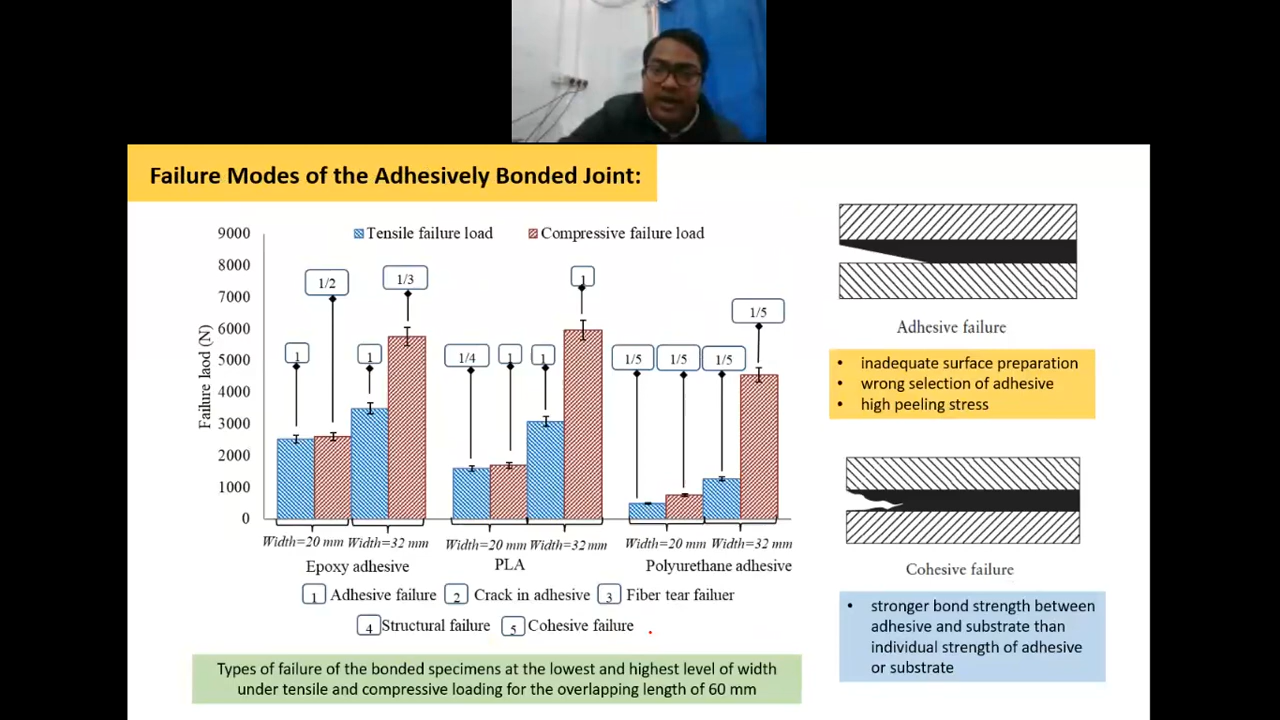 Failure Modes of the Adhesively Bonded Joint:
Tensile failure load
Compressive failure load
9000
8000
7000
6000
5000
4000
3000
2000
1000
0
Failure laod (N)
1
1/2
1
1/3
1/4
1
1
1
1/5
1/5
1/5
1/5
Width=20 mm Width=32 mm
Width=20 mm Width=32 mm
Width=20 mm Width=32 mm
Epoxy adhesive
PLA
Polyurethane adhesive
1 Adhesive failure 2 Crack in adhesive 3 Fiber tear failuer
4 Structural failure 5 Cohesive failure
Types of failure of the bonded specimens at the lowest and highest level of width
under tensile and compressive loading for the overlapping length of 60 mm
Adhesive failure
• inadequate surface preparation
• wrong selection of adhesive
• high peeling stress
Cohesive failure
• stronger bond strength between
adhesive and substrate than
individual strength of adhesive
or substrate